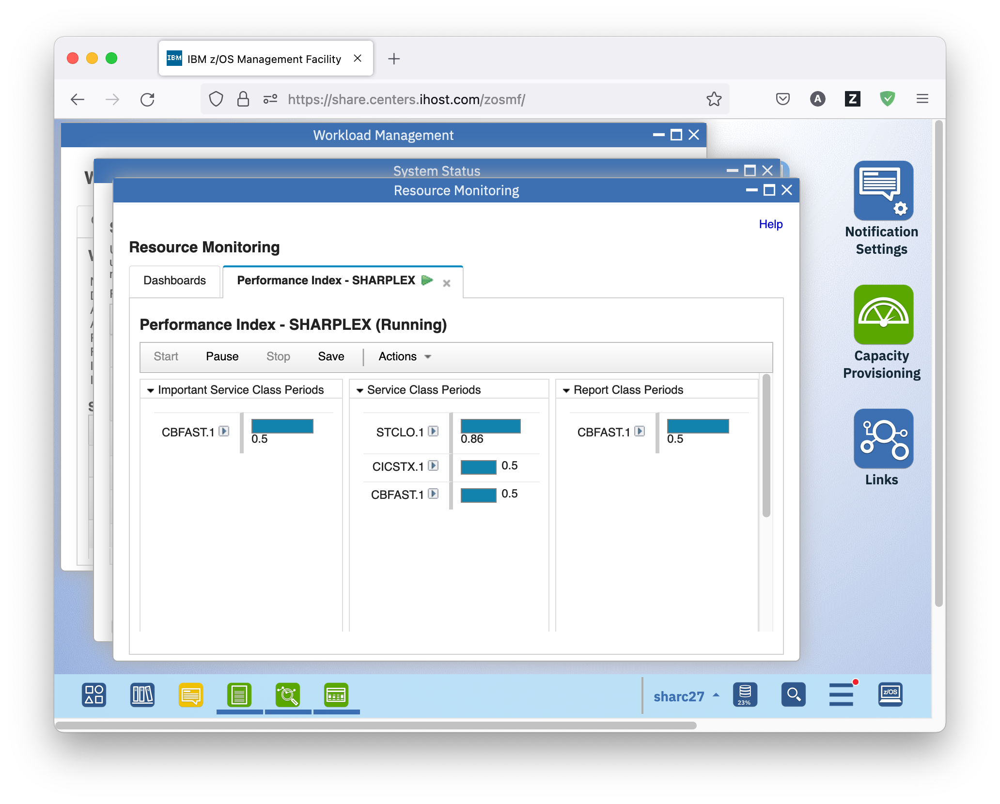 IBM z/OS Management Facility
https://share.centers.ihost.com/zosmf/
Workload Management
System Status
Resource Monitoring
Help
Resource Monitoring
Dashboards
Performance Index - SHARPLEX
Performance Index - SHARPLEX (Running)
Start Pause Stop Save Actions
Important Service Class Periods
CBFAST.1 0.5
Service Class Periods
STCLO.1 0.86
CICSTX.1 0.5
CBFAST.1 0.5
Report Class Periods
CBFAST.1 0.5
Notification
Settings
Capacity
Provisioning
Links
sharc27
23%
z/OS
IBM
A
Z